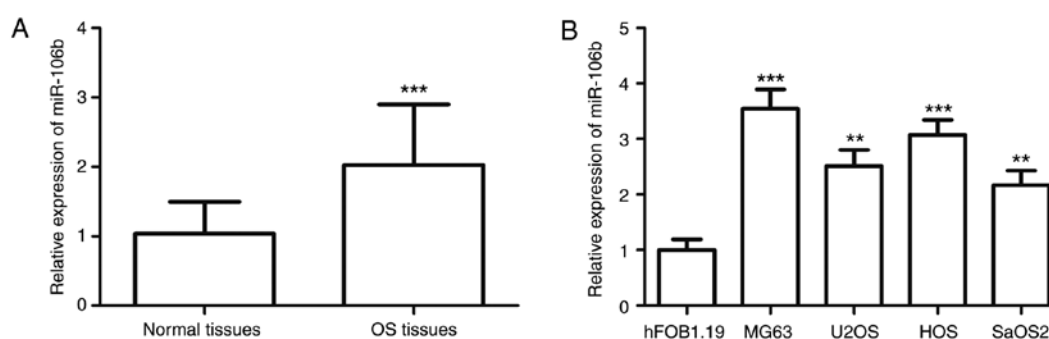 A
Relative expression of miR-106b
4
3
2
1
0
***
Normal tissues
OS tissues
B
Relative expression of miR-106b
5
4
3
2
1
0
***
**
***
**
hFOB1.19
MG63
U2OS
HOS
SaOS2